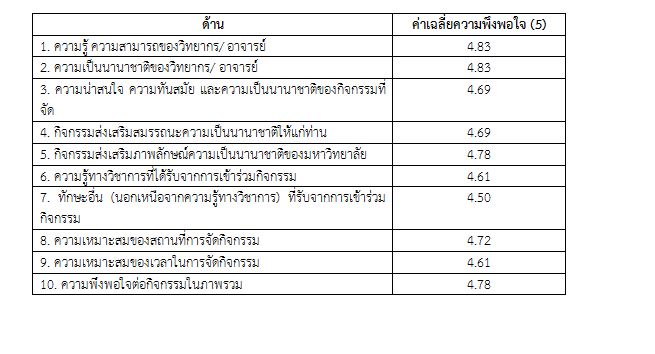 ด้าน ค่าเฉลี่ยความพึงพอใจ (5)
1. ความรู้ ความสามารถของวิทยากร/ อาจารย์ 4.83
2. ความเป็นนานาชาติของวิทยากร/ อาจารย์ 4.83
3. ความน่าสนใจ ความทันสมัย และความเป็นนานาชาติของกิจกรรมที่ 4.69
จัด
4. กิจกรรมส่งเสริมสมรรถนะความเป็นนานาชาติให้แก่ท่าน 4.69
5. กิจกรรมส่งเสริมภาพลักษณ์ความเป็นนานาชาติของมหาวิทยาลัย 4.78
6. ความรู้ทางวิชาการที่ได้รับจากการเข้าร่วมกิจกรรม 4.61
7. ทักษะอื่น (นอกเหนือจากความรู้ทางวิชาการ) ที่รับจากการเข้าร่วม 4.50
กิจกรรม
8. ความเหมาะสมของสถานที่การจัดกิจกรรม 4.72
9. ความเหมาะสมของเวลาในการจัดกิจกรรม 4.61
10. ความพึงพอใจต่อกิจกรรมในภาพรวม 4.78